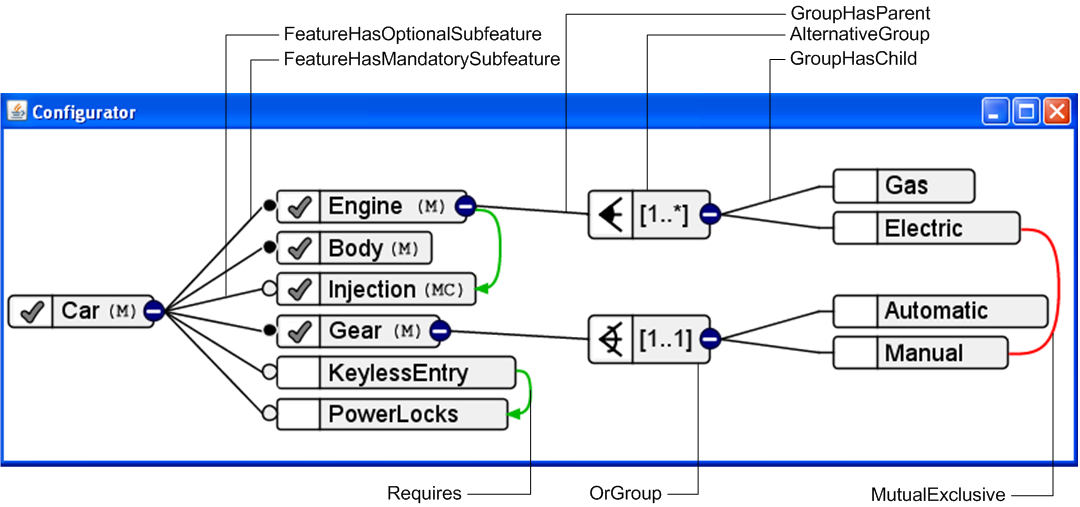 GroupHasParent
FeatureHasOptionalSubfeature
AlternativeGroup
FeatureHasMandatorySubfeature
GroupHasChild
Configurator
Gas
Engine (M)
[1..*]
Electric
Body (M)
Injection (MC)
Car (M)
Automatic
Gear (M)
[1..1]
Manual
KeylessEntry
PowerLocks
Requires
OrGroup
MutualExclusive